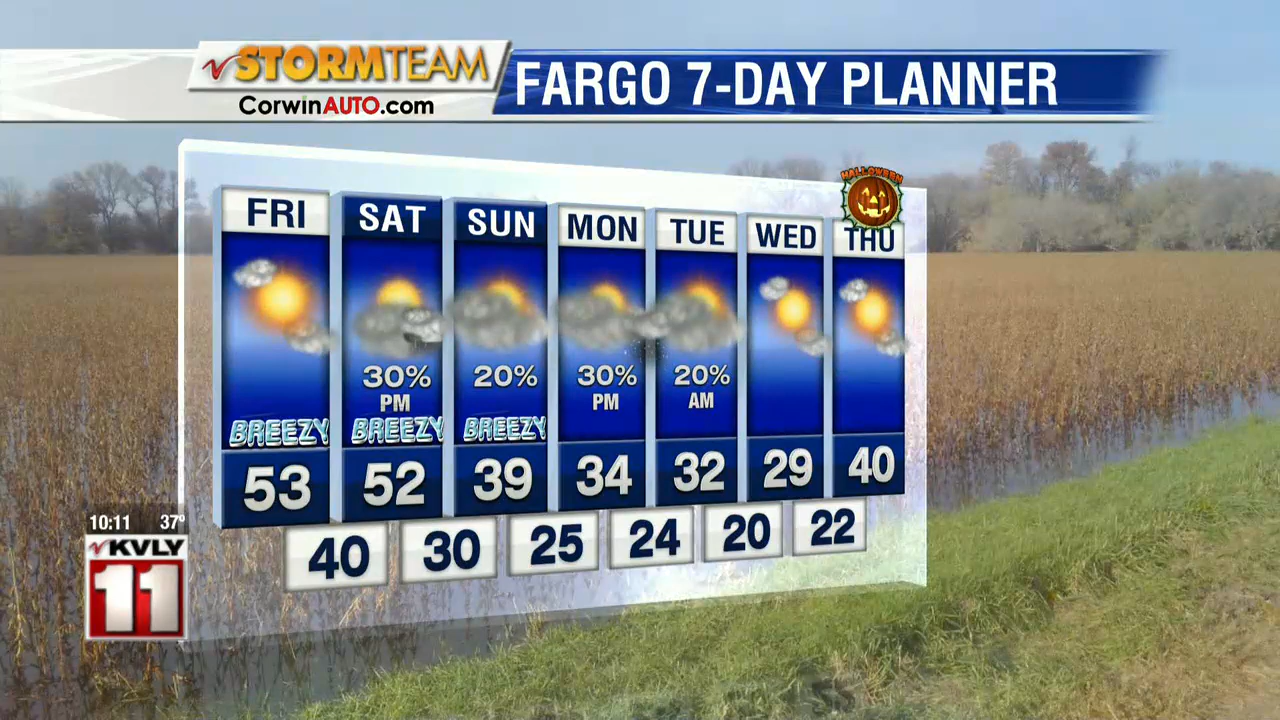 STORMTEAM
CorwinAUTO.com
FARGO 7-DAY PLANNER
HALLOWEEN
FRI SAT SUN MON TUE WED THU
30% 20% 30% 20%
PM PM AM
BREEZY BREEZY BREEZY
53 52 39 34 32 29 40
40 30 25 24 20 22
10:11 37°
KVLY
11